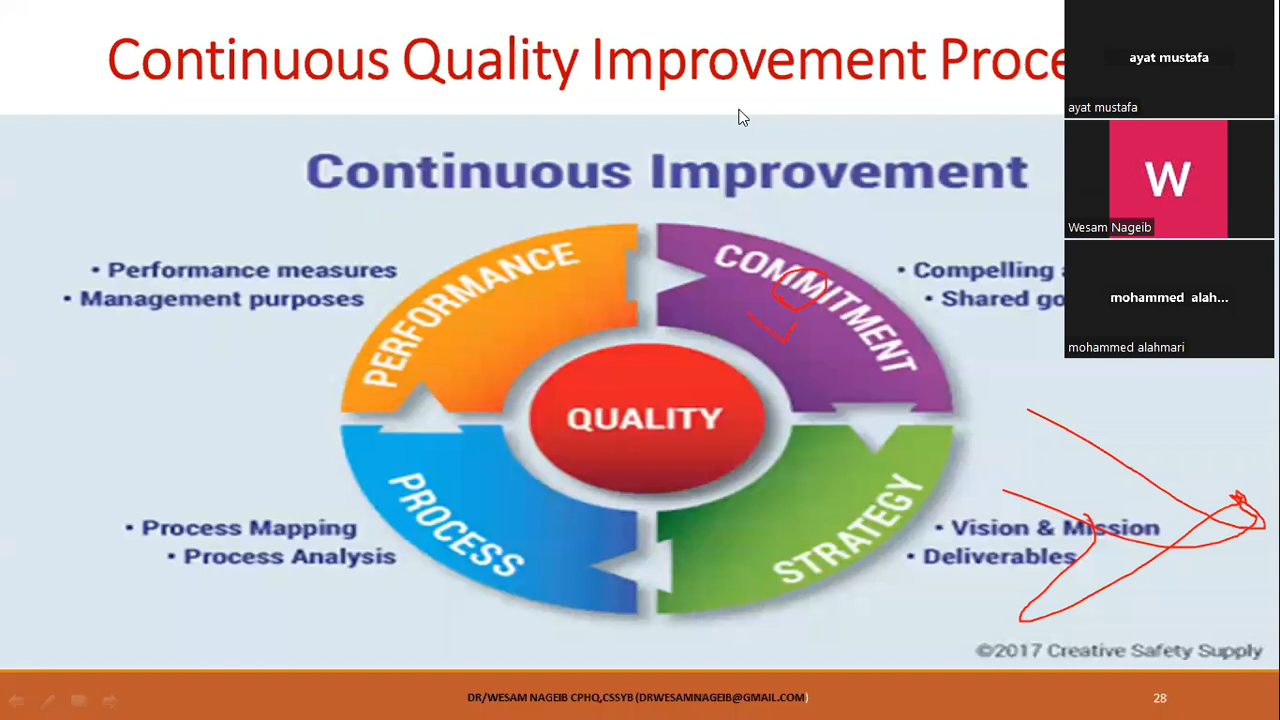 Continuous Quality Improvement Proce
ayat mustafa
ayat mustafa
W
Wesam Nageib
mohammed alah...
mohammed alahmari
Continuous Improvement
• Performance measures
• Management purposes
PERFORMANCE
COMMITMENT
• Compelling
• Shared go
QUALITY
PROCESS
STRATEGY
• Process Mapping
• Process Analysis
• Vision & Mission
• Deliverables
©2017 Creative Safety Supply
DR/WESAM NAGEIB CPHQ,CSSYB (DRWESAMNAGEIB@GMAIL.COM)
28